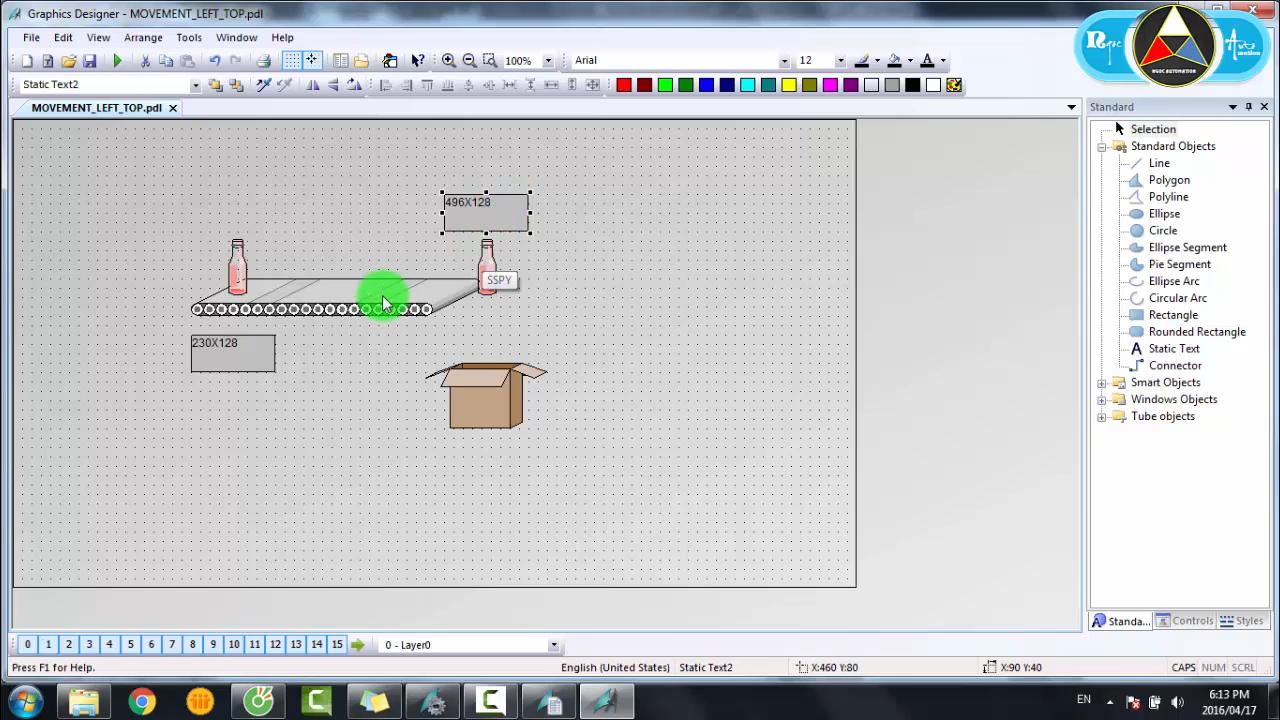 Graphics Designer - MOVEMENT_LEFT_TOP.pdl
File Edit View Arrange Tools Window Help
100% Arial 12
Static Text2
MOVEMENT_LEFT_TOP.pdl
496X128
SSPY
230X128
Standard
Selection
Standard Objects
Line
Polygon
Polyline
Ellipse
Circle
Ellipse Segment
Pie Segment
Ellipse Arc
Circular Arc
Rectangle
Rounded Rectangle
A Static Text
Connector
Smart Objects
Windows Objects
Tube objects
Standa... Controls Styles
0 1 2 3 4 5 6 7 8 9 10 11 12 13 14 15 0 - Layer0
Press F1 for Help. English (United States) Static Text2 X:460 Y:80 X:90 Y:40 CAPS NUM SCRL
EN
6:13 PM
2016/04/17
NGOC AUTOMATION